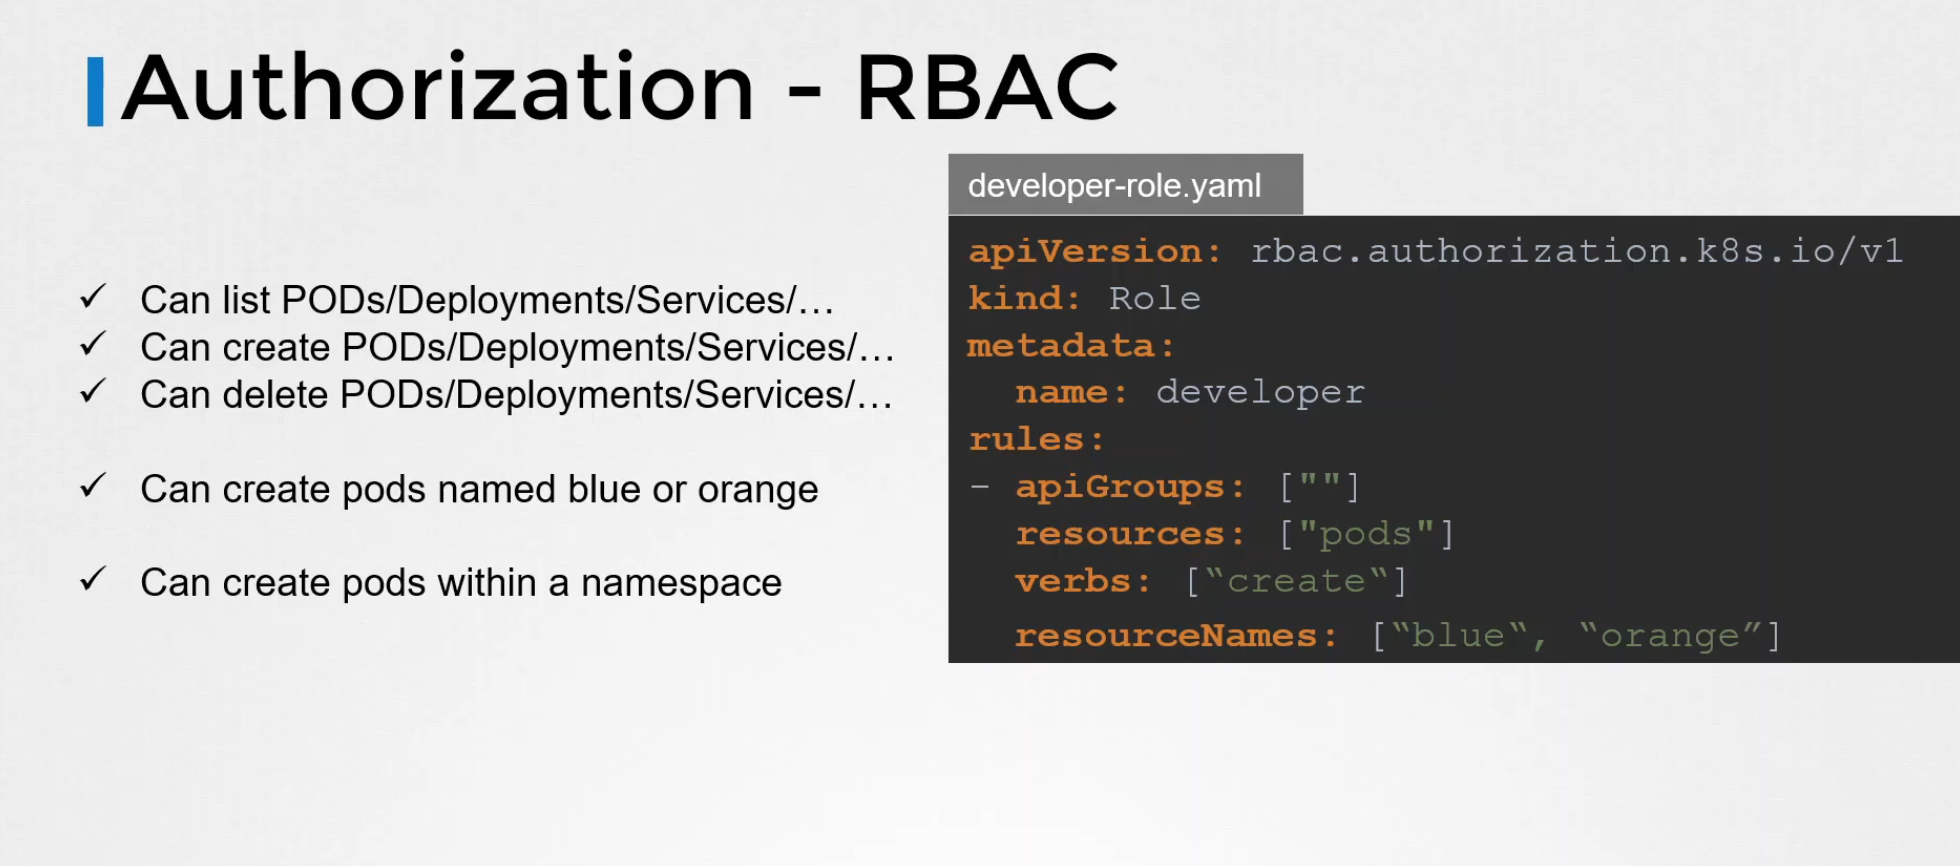 Authorization - RBAC
✓ Can list PODs/Deployments/Services/…
✓ Can create PODs/Deployments/Services/…
✓ Can delete PODs/Deployments/Services/…
✓ Can create pods named blue or orange
✓ Can create pods within a namespace
developer-role.yaml
apiVersion: rbac.authorization.k8s.io/v1
kind: Role
metadata:
  name: developer
rules:
- apiGroups: [""]
  resources: ["pods"]
  verbs: [“create“]
  resourceNames: [“blue“, “orange”]